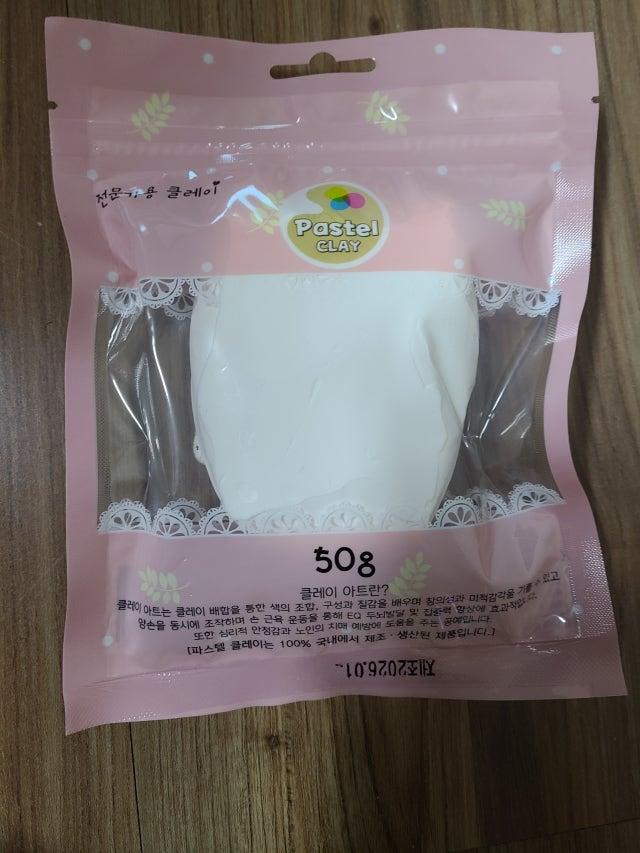 전문가용 클레이
Pastel
CLAY
50g
클레이 아트란?
클레이 아트는 클레이 배합을 통한 색의 조합, 구성과 질감을 배우며 창의성과 미적감각을 기를 수 있고
양손을 동시에 조작하며 손 근육 운동을 통해 EQ 두뇌발달 및 집중력 향상에 효과적입니다.
또한 심리적 안정감과 노인의 치매 예방에 도움을 주는 공예입니다.
[파스텔 클레이는 100% 국내에서 제조·생산된 제품입니다.]
제조2026.01.